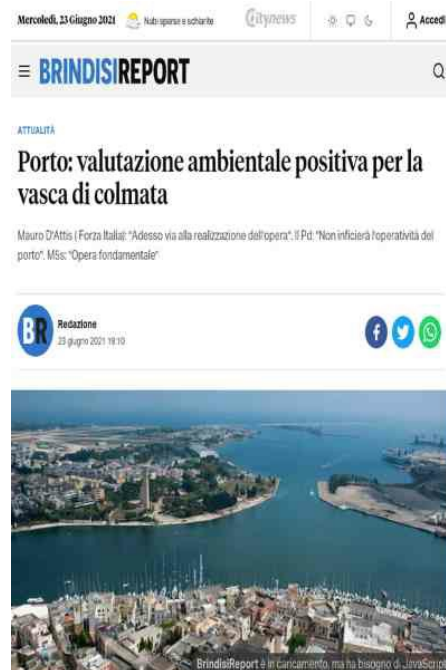 Mercoledì, 23 Giugno 2021 Nubi sparse e schiarite Citynews Accedi
BRINDISIREPORT
ATTUALITÀ
Porto: valutazione ambientale positiva per la
vasca di colmata
Mauro D'Attis ( Forza Italia): "Adesso via alla realizzazione dell'opera". Il Pd: "Non inficierà l'operatività del
porto". M5s: "Opera fondamentale"
BR
Redazione
23 giugno 2021 19:10
BrindisiReport è in caricamento, ma ha bisogno di JavaScript